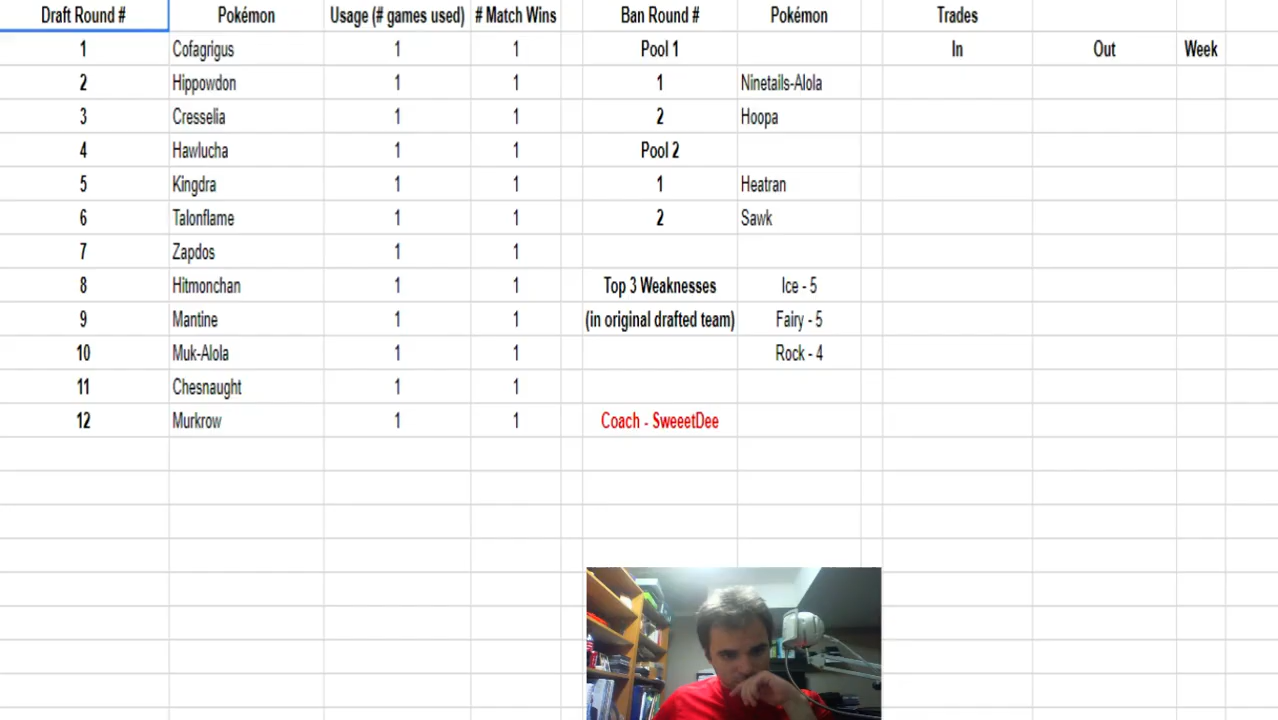 Draft Round # Pokémon Usage (# games used) # Match Wins Ban Round # Pokémon Trades
1 Cofagrigus 1 1 Pool 1 In Out Week
2 Hippowdon 1 1 1 Ninetails-Alola
3 Cresselia 1 1 2 Hoopa
4 Hawlucha 1 1 Pool 2
5 Kingdra 1 1 1 Heatran
6 Talonflame 1 1 2 Sawk
7 Zapdos 1 1
8 Hitmonchan 1 1 Top 3 Weaknesses Ice - 5
9 Mantine 1 1 (in original drafted team) Fairy - 5
10 Muk-Alola 1 1 Rock - 4
11 Chesnaught 1 1
12 Murkrow 1 1 Coach - SweeetDee